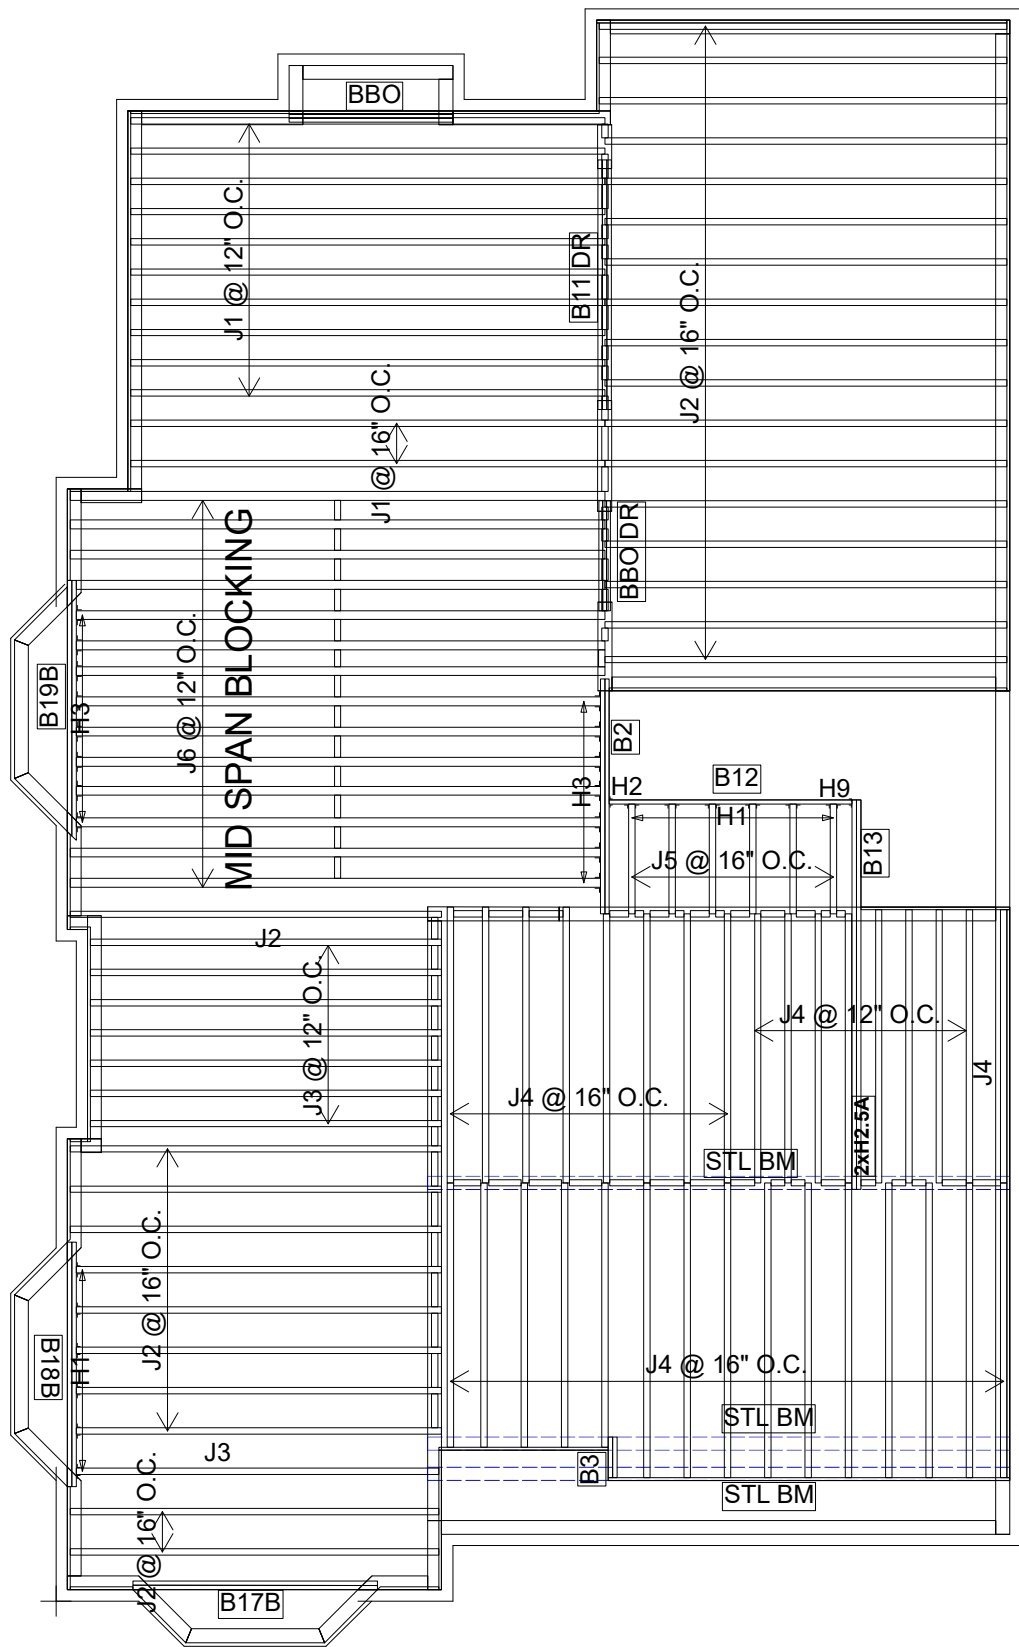 BBO
J1 @ 12" O.C.
B11 DR
J2 @ 16" O.C.
J1 @ 16" O.C.
BBO DR
MID SPAN BLOCKING
J6 @ 12" O.C.
B19B
H3
H3
B2
B12
H2
H9
H1
J5 @ 16" O.C.
B13
J2
J3 @ 12" O.C.
J4 @ 12" O.C.
J4
J4 @ 16" O.C.
2xH2.5A
STL BM
J2 @ 16" O.C.
B18B
H1
J4 @ 16" O.C.
STL BM
J3
B3
STL BM
J2 @ 16" O.C.
B17B